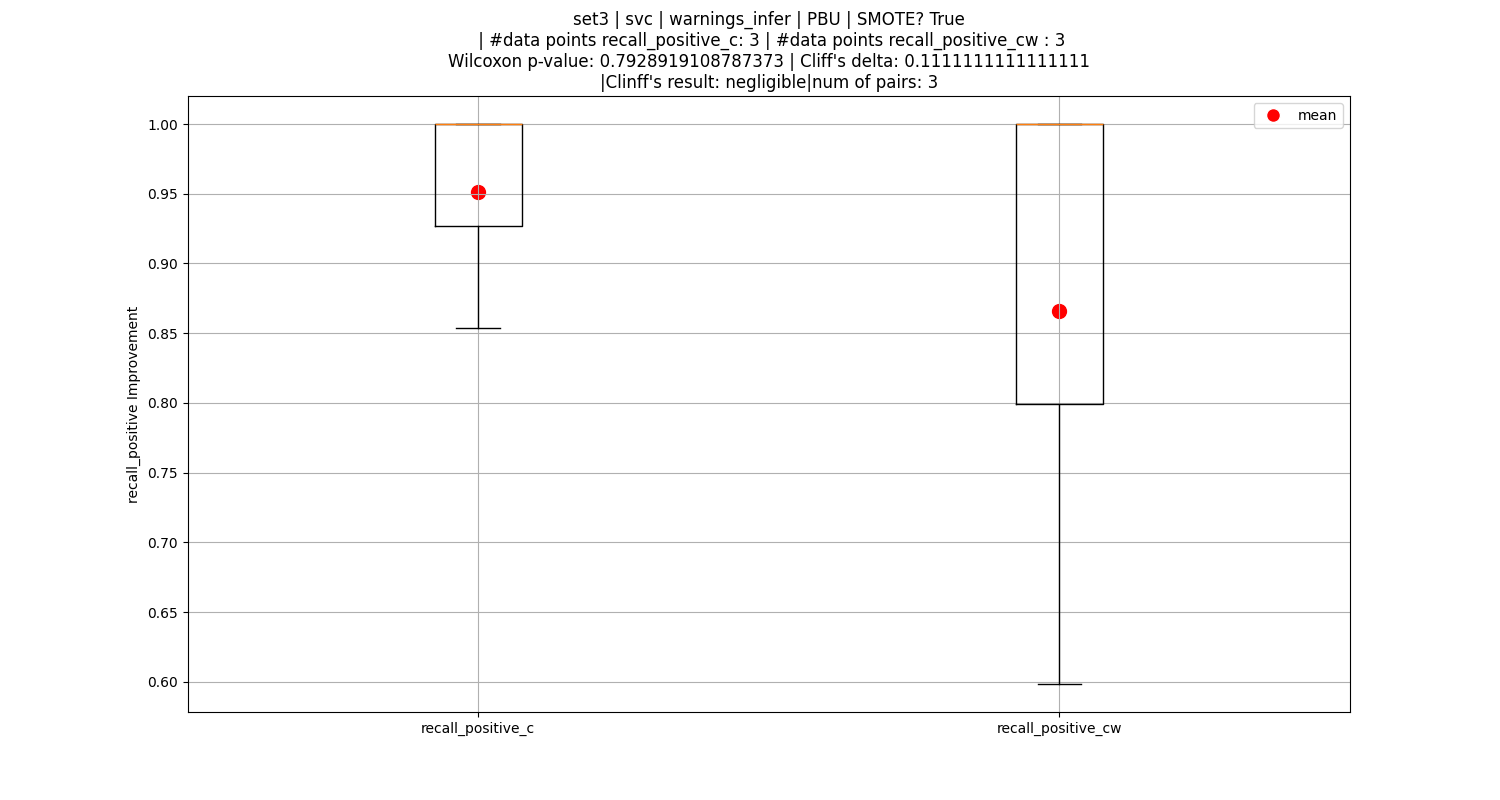 set3 | svc | warnings_infer | PBU | SMOTE? True
| #data points recall_positive_c: 3 | #data points recall_positive_cw : 3
Wilcoxon p-value: 0.7928919108787373 | Cliff's delta: 0.1111111111111111
|Clinff's result: negligible|num of pairs: 3
mean
1.00
0.95
0.90
0.85
0.80
0.75
0.70
0.65
0.60
recall_positive Improvement
recall_positive_c
recall_positive_cw